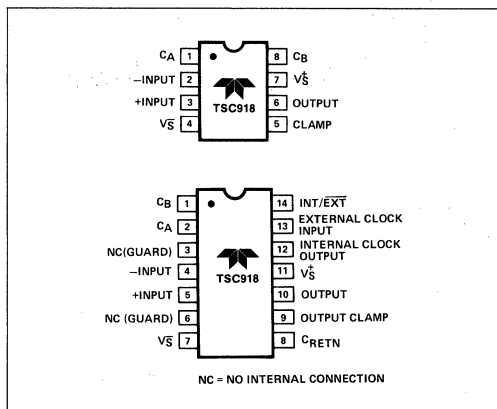 CA 1 8 CB
−INPUT 2 7 V+S
+INPUT 3 TSC918 6 OUTPUT
V−S 4 5 CLAMP
CB 1 14 INT/EXT
CA 2 13 EXTERNAL CLOCK INPUT
NC(GUARD) 3 12 INTERNAL CLOCK OUTPUT
−INPUT 4 TSC918 11 V+S
+INPUT 5 10 OUTPUT
NC (GUARD) 6 9 OUTPUT CLAMP
V−S 7 8 CRETN
NC = NO INTERNAL CONNECTION